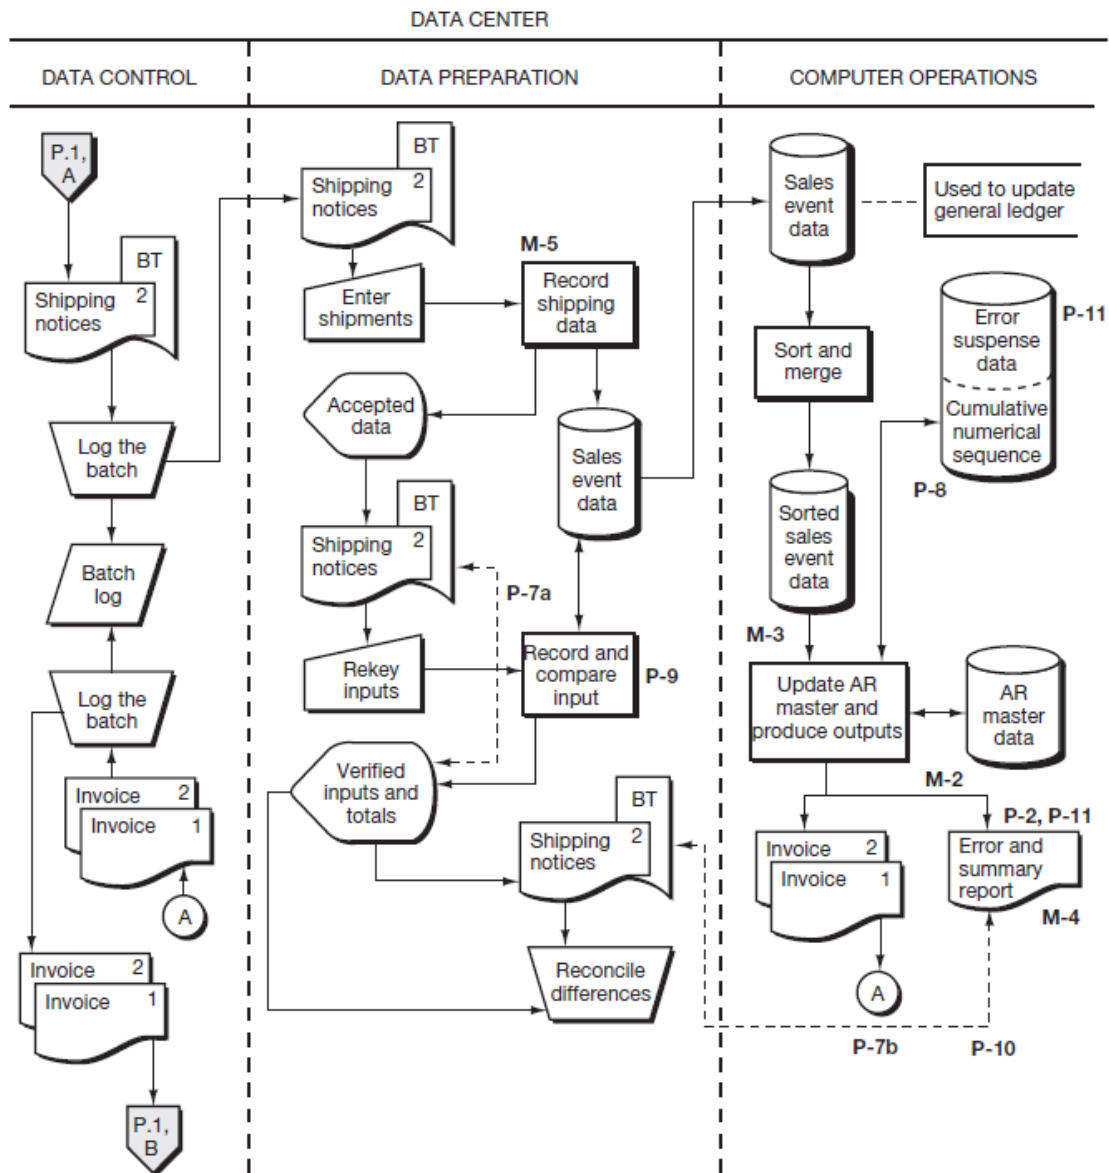 DATA CENTER
DATA CONTROL
DATA PREPARATION
COMPUTER OPERATIONS
P.1,
A
BT
Shipping
notices
2
Log the
batch
Batch
log
Log the
batch
Invoice
2
Invoice
1
A
Invoice
2
Invoice
1
P.1,
B
BT
Shipping
notices
2
Enter
shipments
M-5
Record
shipping
data
Accepted
data
Sales
event
data
BT
Shipping
notices
2
P-7a
Rekey
inputs
Record and
compare
input
P-9
Verified
inputs and
totals
BT
Shipping
notices
2
Reconcile
differences
Sales
event
data
Used to update
general ledger
Sort and
merge
Error
suspense
data
P-11
Cumulative
numerical
sequence
P-8
Sorted
sales
event
data
M-3
Update AR
master and
produce outputs
AR
master
data
M-2
P-2, P-11
Invoice
2
Invoice
1
Error and
summary
report
M-4
A
P-7b
P-10